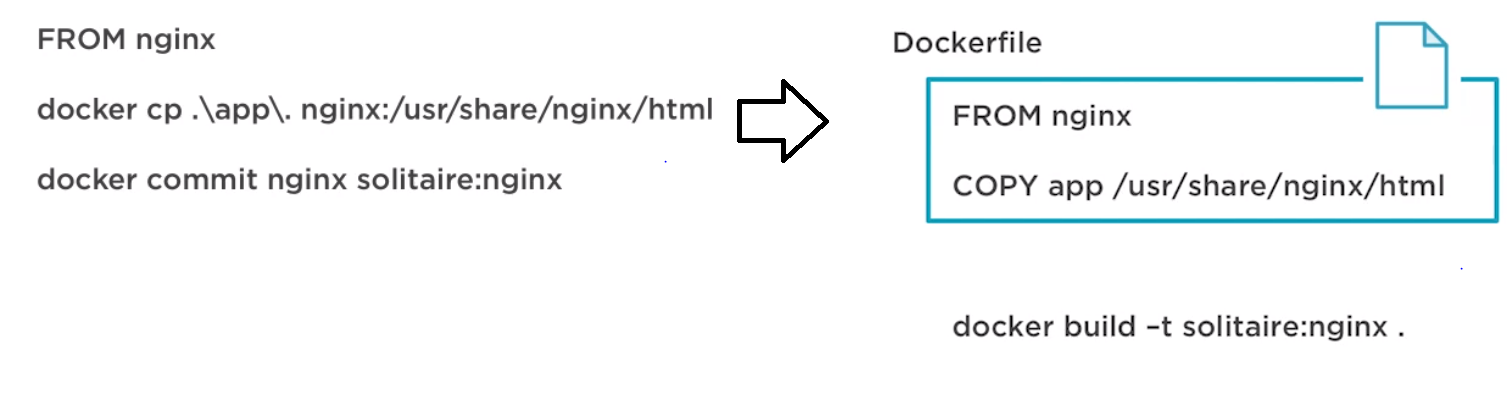 FROM nginx
docker cp .\app\. nginx:/usr/share/nginx/html
docker commit nginx solitaire:nginx
Dockerfile
FROM nginx
COPY app /usr/share/nginx/html
docker build –t solitaire:nginx .